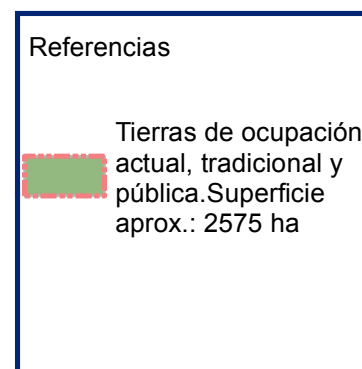 Referencias
Tierras de ocupación
actual, tradicional y
pública.Superficie
aprox.: 2575 ha